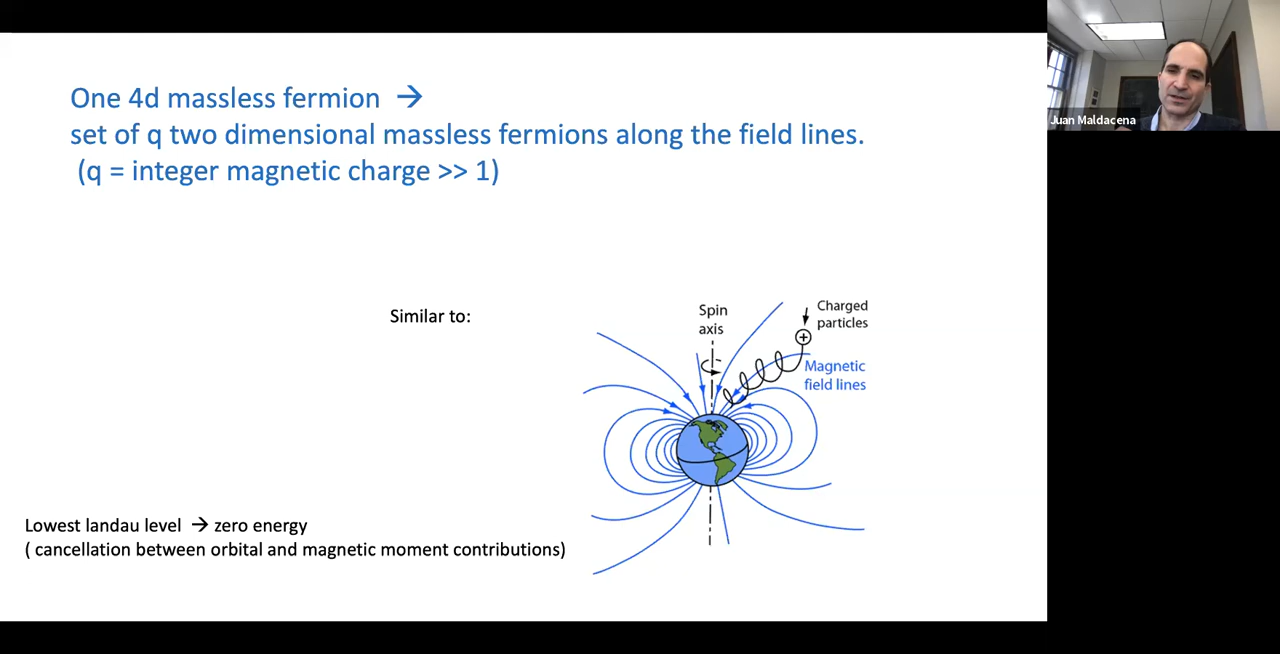 One 4d massless fermion →
set of q two dimensional massless fermions along the field lines.
(q = integer magnetic charge >> 1)
Juan Maldacena
Similar to:
Spin
axis
Charged
particles
+
Magnetic
field lines
Lowest landau level → zero energy
( cancellation between orbital and magnetic moment contributions)